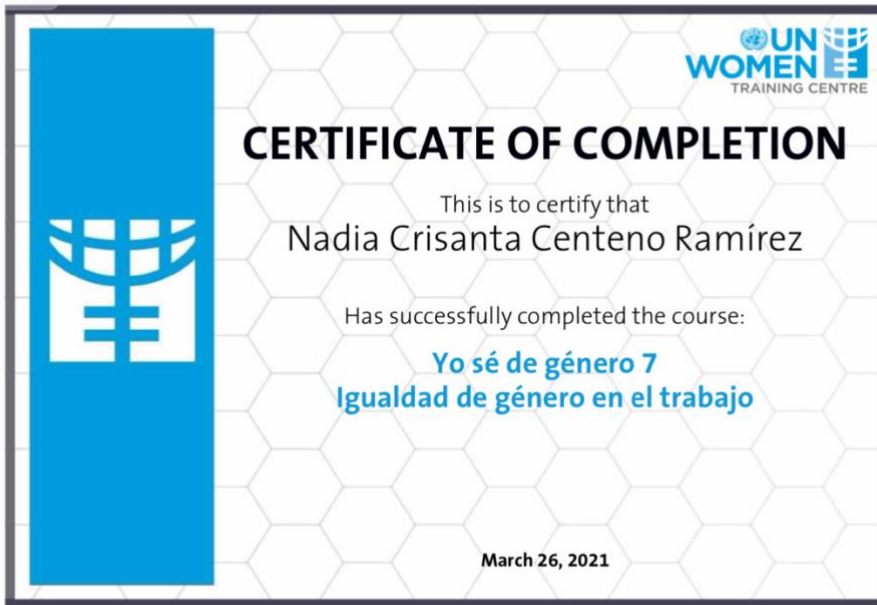 UN
WOMEN
TRAINING CENTRE
CERTIFICATE OF COMPLETION
This is to certify that
Nadia Crisanta Centeno Ramírez
Has successfully completed the course:
Yo sé de género 7
Igualdad de género en el trabajo
March 26, 2021